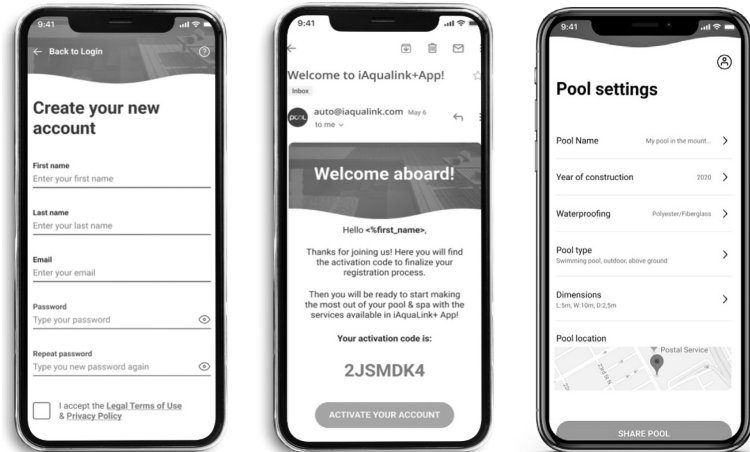 9:41
Back to Login
Create your new
account
First name
Enter your first name
Last name
Enter your last name
Email
Enter your email
Password
Type your password
Repeat password
Type you new password again
I accept the Legal Terms of Use
& Privacy Policy
9:41
Welcome to iAqualink+App!
Inbox
auto@iaqualink.com May 6
to me
Welcome aboard!
Hello <%first_name>,
Thanks for joining us! Here you will find
the activation code to finalize your
registration process.
Then you will be ready to start making
the most out of your pool & spa with the
services available in iAquaLink+ App!
Your activation code is:
2JSMDK4
ACTIVATE YOUR ACCOUNT
9:41
Pool settings
Pool Name My pool in the mount...
Year of construction 2020
Waterproofing Polyester/Fiberglass
Pool type
Swimming pool, outdoor, above ground
Dimensions
L:5m, W:10m, D:2,5m
Pool location
Postal Service
23rd St N
SHARE POOL